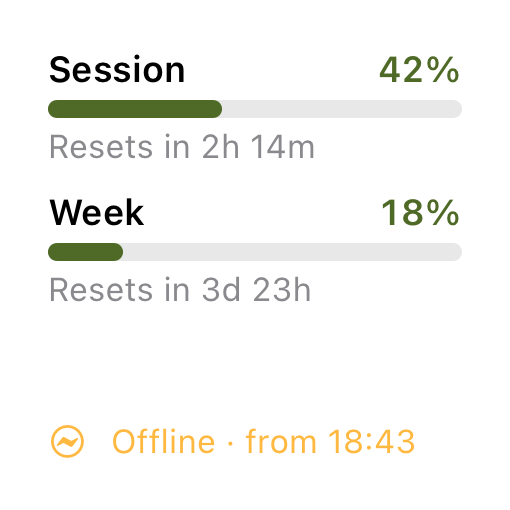 Session 42%
Resets in 2h 14m
Week 18%
Resets in 3d 23h
Offline · from 18:43